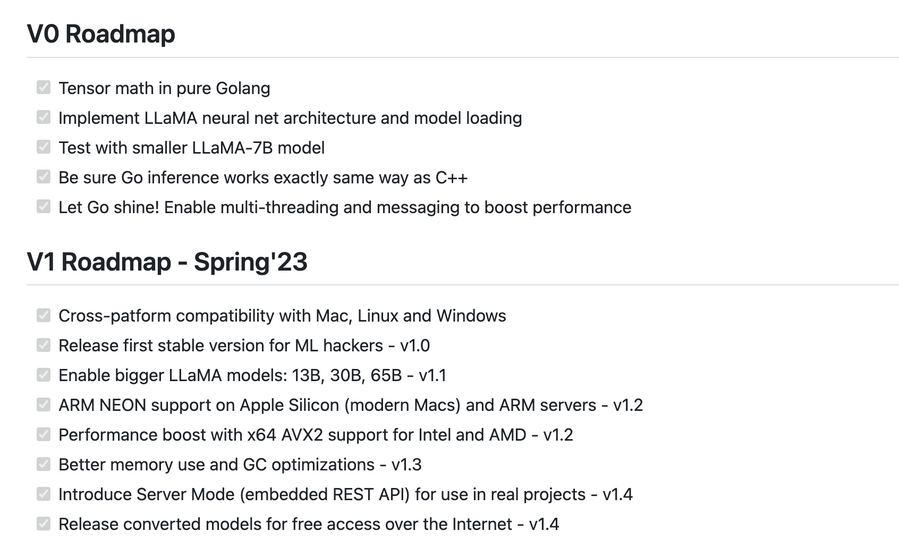 V0 Roadmap
Tensor math in pure Golang
Implement LLaMA neural net architecture and model loading
Test with smaller LLaMA-7B model
Be sure Go inference works exactly same way as C++
Let Go shine! Enable multi-threading and messaging to boost performance
V1 Roadmap - Spring'23
Cross-patform compatibility with Mac, Linux and Windows
Release first stable version for ML hackers - v1.0
Enable bigger LLaMA models: 13B, 30B, 65B - v1.1
ARM NEON support on Apple Silicon (modern Macs) and ARM servers - v1.2
Performance boost with x64 AVX2 support for Intel and AMD - v1.2
Better memory use and GC optimizations - v1.3
Introduce Server Mode (embedded REST API) for use in real projects - v1.4
Release converted models for free access over the Internet - v1.4